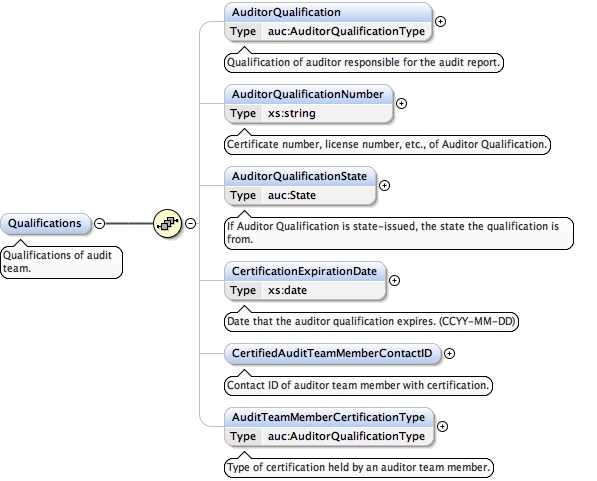 AuditorQualification
Type auc:AuditorQualificationType
Qualification of auditor responsible for the audit report.
AuditorQualificationNumber
Type xs:string
Certificate number, license number, etc., of Auditor Qualification.
AuditorQualificationState
Type auc:State
If Auditor Qualification is state-issued, the state the qualification is
from.
Qualifications
Qualifications of audit
team.
CertificationExpirationDate
Type xs:date
Date that the auditor qualification expires. (CCYY-MM-DD)
CertifiedAuditTeamMemberContactID
Contact ID of auditor team member with certification.
AuditTeamMemberCertificationType
Type auc:AuditorQualificationType
Type of certification held by an auditor team member.